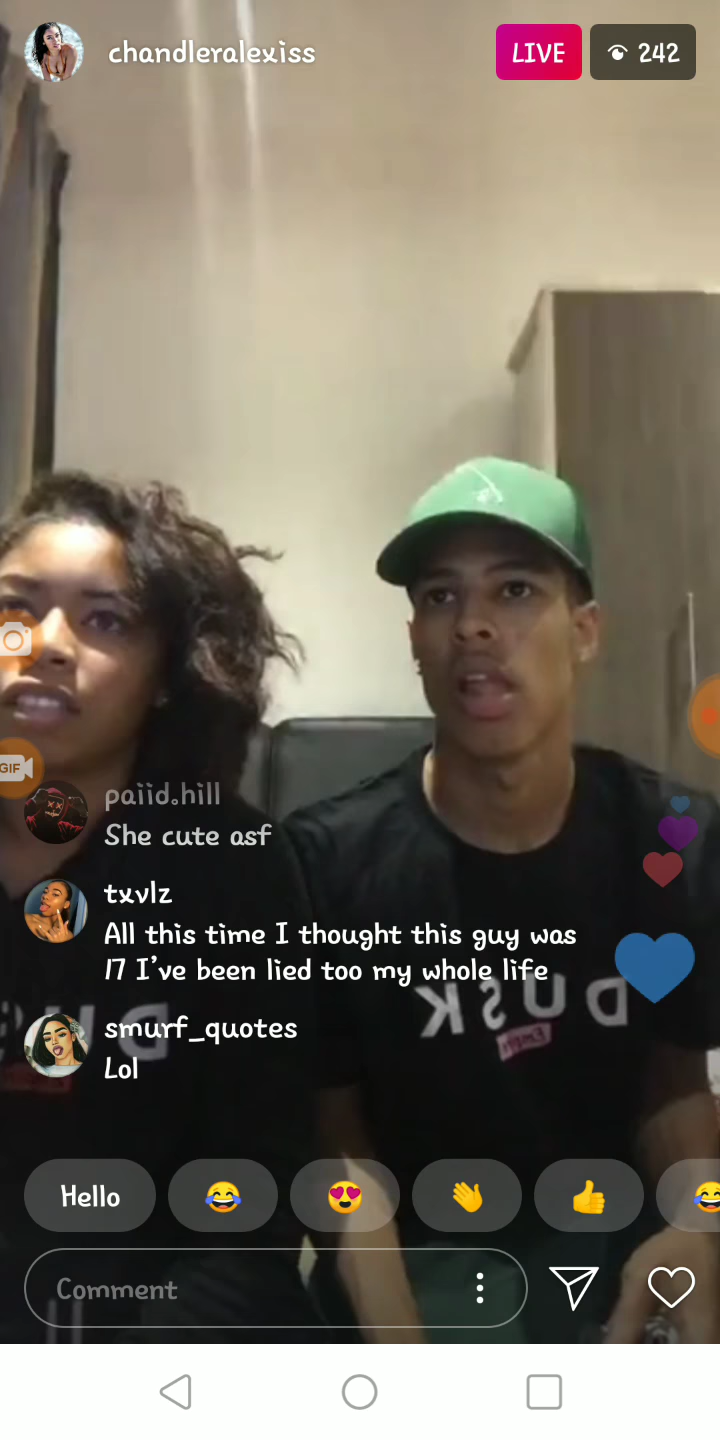 chandleralexiss
LIVE
242
GIF
paiid.hill
She cute asf
txvlz
All this time I thought this guy was
17 I've been lied too my whole life
DUSK
smurf_quotes
Lol
Hello
Comment